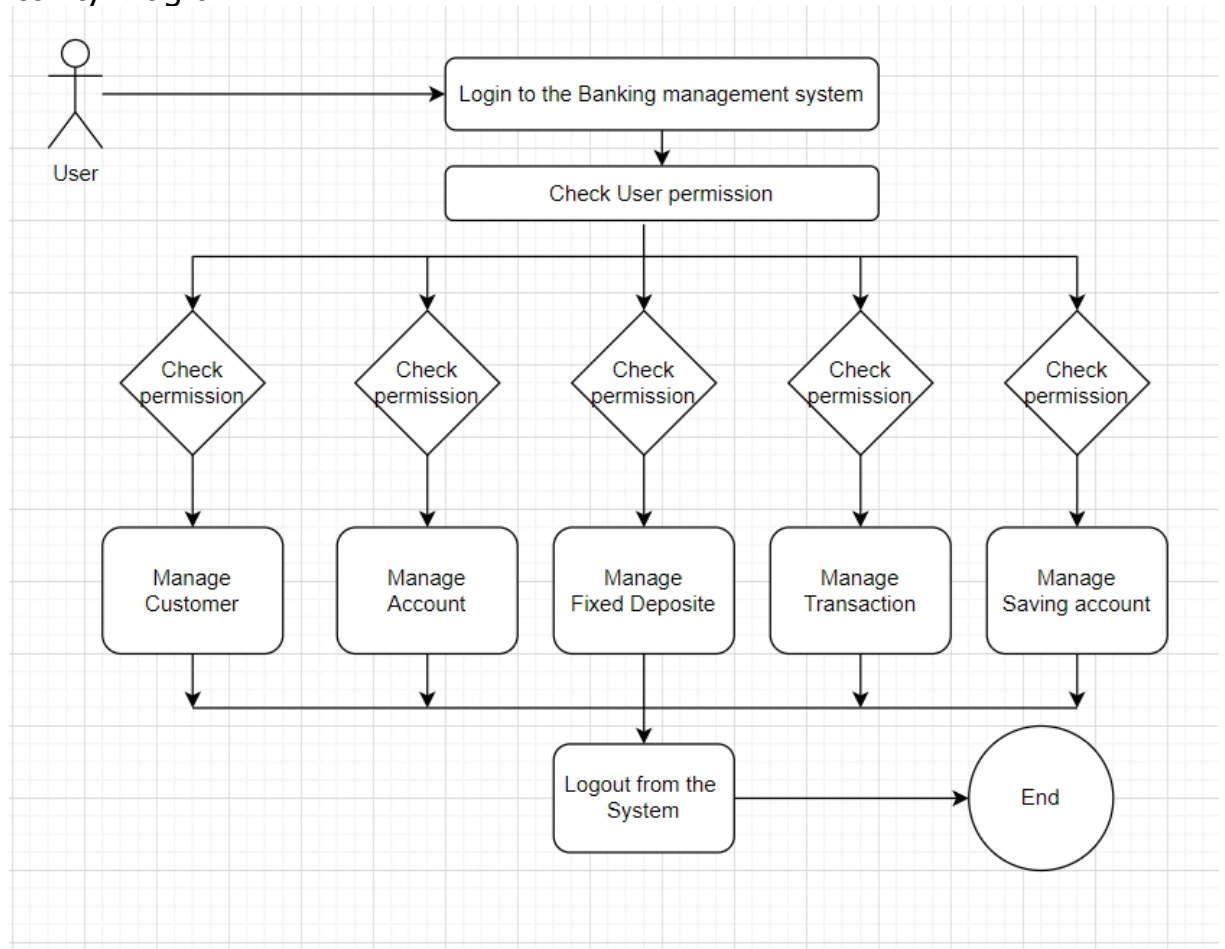 User
Login to the Banking management system
Check User permission
Check
permission
Check
permission
Check
permission
Check
permission
Check
permission
Manage
Customer
Manage
Account
Manage
Fixed Deposite
Manage
Transaction
Manage
Saving account
Logout from the
System
End